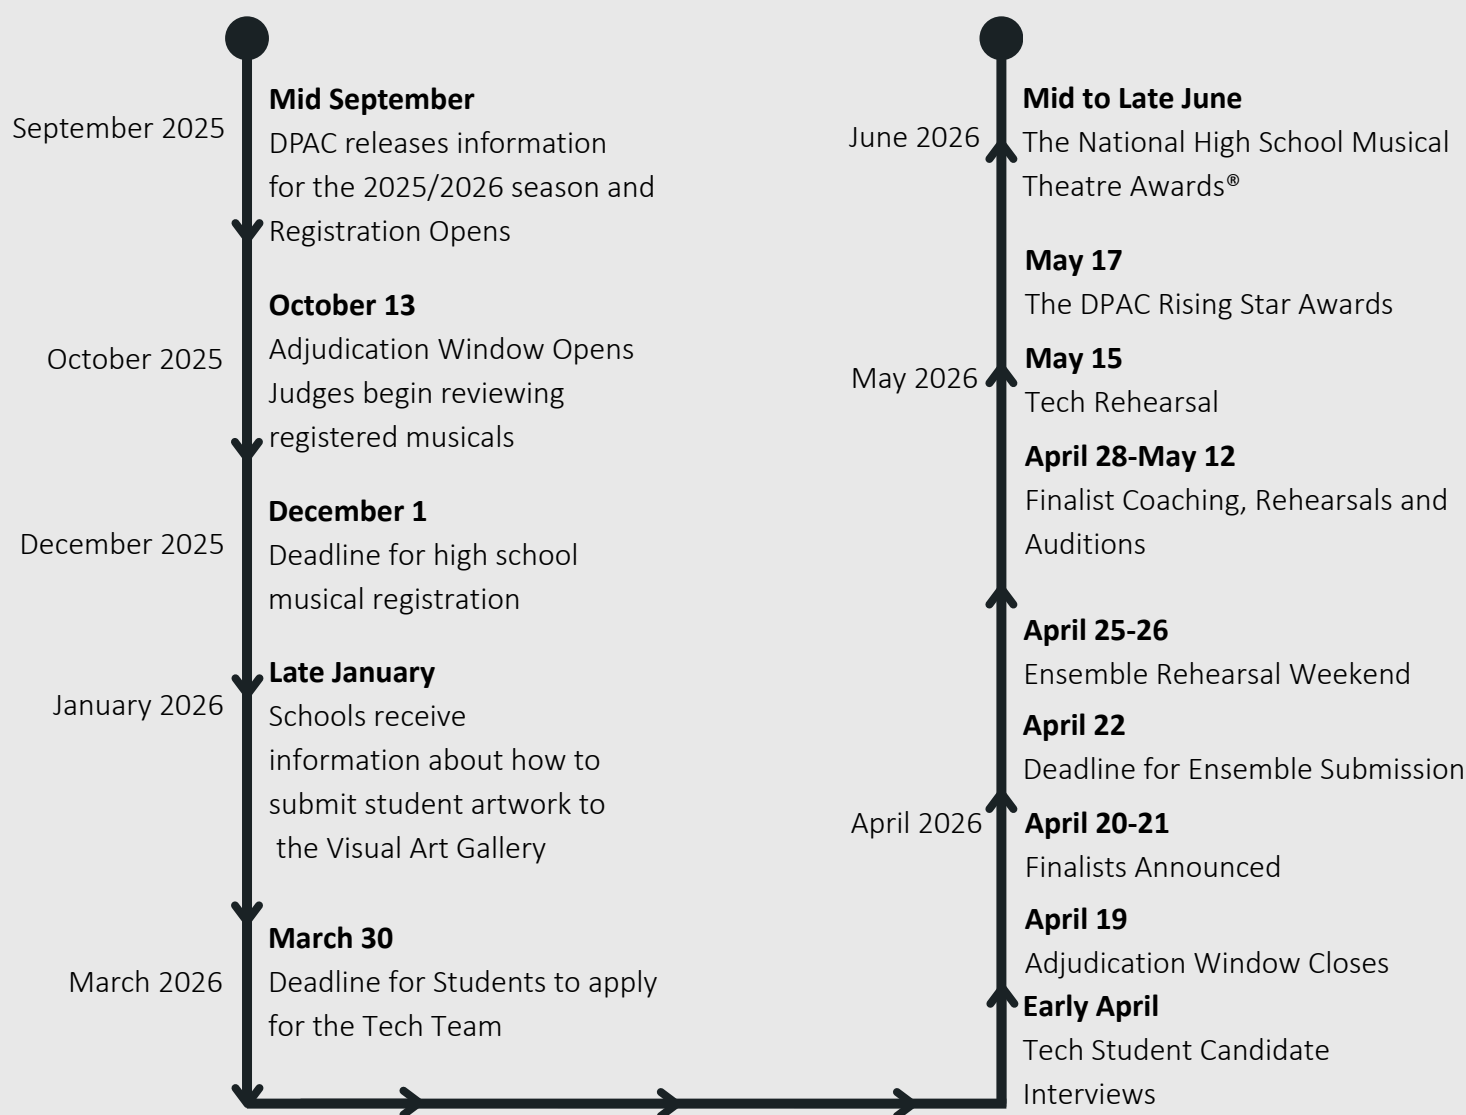 September 2025
Mid September
DPAC releases information
for the 2025/2026 season and
Registration Opens
October 2025
October 13
Adjudication Window Opens
Judges begin reviewing
registered musicals
December 2025
December 1
Deadline for high school
musical registration
January 2026
Late January
Schools receive
information about how to
submit student artwork to
the Visual Art Gallery
March 2026
March 30
Deadline for Students to apply
for the Tech Team
June 2026
Mid to Late June
The National High School Musical
Theatre Awards®
May 17
The DPAC Rising Star Awards
May 2026
May 15
Tech Rehearsal
April 28-May 12
Finalist Coaching, Rehearsals and
Auditions
April 25-26
Ensemble Rehearsal Weekend
April 22
Deadline for Ensemble Submission
April 2026
April 20-21
Finalists Announced
April 19
Adjudication Window Closes
Early April
Tech Student Candidate
Interviews